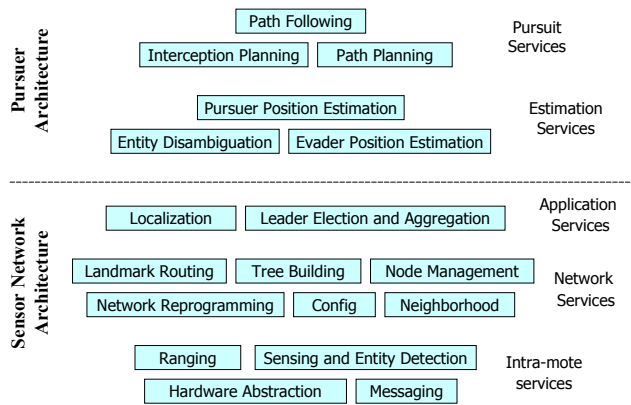 Pursuer
Architecture
Path Following
Interception Planning
Path Planning
Pursuit
Services
Pursuer Position Estimation
Entity Disambiguation
Evader Position Estimation
Estimation
Services
Sensor Network
Architecture
Localization
Leader Election and Aggregation
Application
Services
Landmark Routing
Tree Building
Node Management
Network Reprogramming
Config
Neighborhood
Network
Services
Ranging
Sensing and Entity Detection
Hardware Abstraction
Messaging
Intra-mote
services